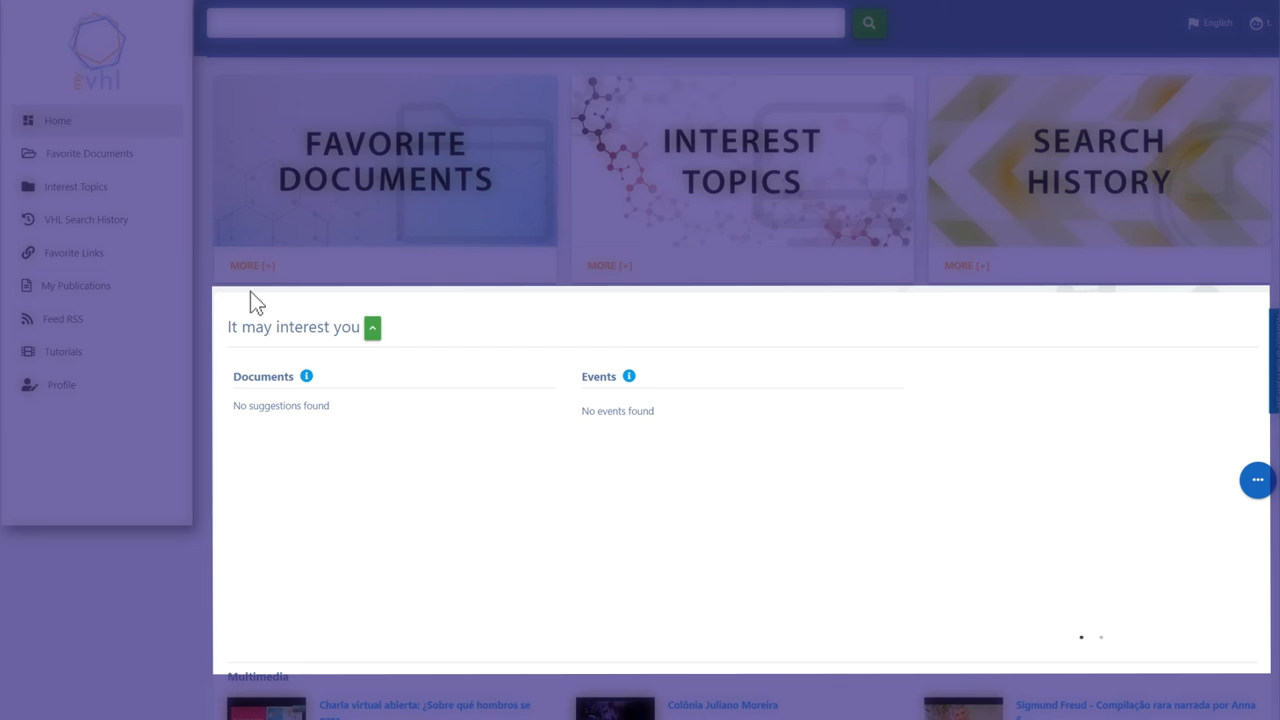 English
my
vhl
Home
Favorite Documents
Interest Topics
VHL Search History
Favorite Links
My Publications
Feed RSS
Tutorials
Profile
FAVORITE
DOCUMENTS
MORE [+]
INTEREST
TOPICS
MORE [+]
SEARCH
HISTORY
MORE [+]
It may interest you
Documents
No suggestions found
Events
No events found
Multimedia
Charla virtual abierta: ¿Sobre qué hombros se
Colônia Juliano Moreira
Sigmund Freud - Compilação rara narrada por Anna